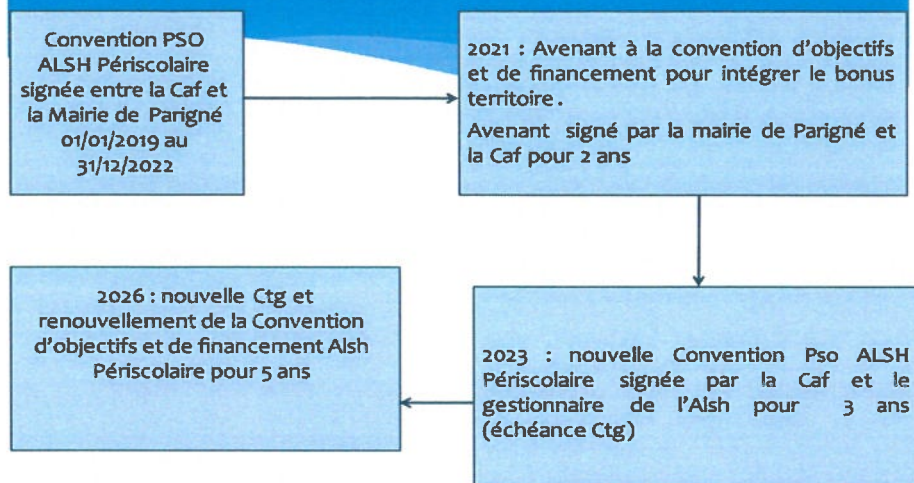 Convention PSO
ALSH Périscolaire
signée entre la Caf et
la Mairie de Parigné
01/01/2019 au
31/12/2022
2021 : Avenant à la convention d'objectifs
et de financement pour intégrer le bonus
territoire.
Avenant signé par la mairie de Parigné et
la Caf pour 2 ans
2023 : nouvelle Convention Pso ALSH
Périscolaire signée par la Caf et le
gestionnaire de l'Alsh pour 3 ans
(échéance Ctg)
2026 : nouvelle Ctg et
renouvellement de la Convention
d'objectifs et de financement Alsh
Périscolaire pour 5 ans